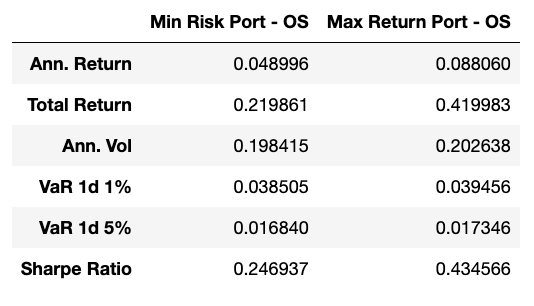 Min Risk Port - OS Max Return Port - OS
Ann. Return 0.048996 0.088060
Total Return 0.219861 0.419983
Ann. Vol 0.198415 0.202638
VaR 1d 1% 0.038505 0.039456
VaR 1d 5% 0.016840 0.017346
Sharpe Ratio 0.246937 0.434566